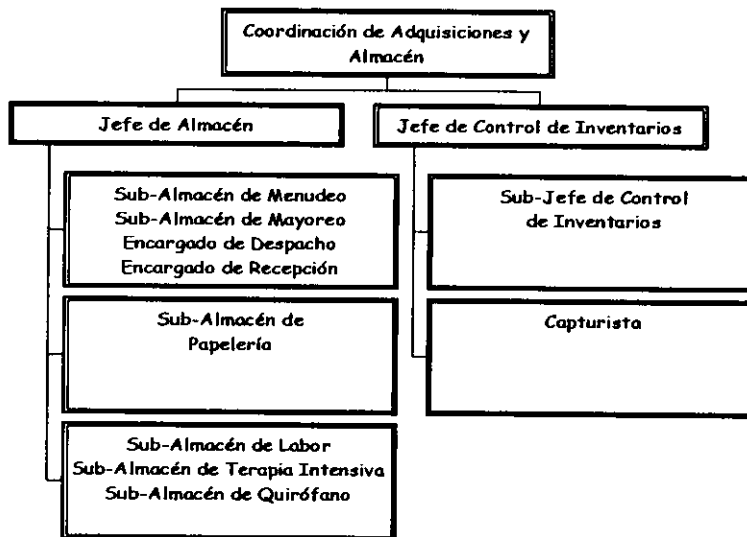 Coordinación de Adquisiciones y
Almacén
Jefe de Almacén
Jefe de Control de Inventarios
Sub-Almacén de Menudeo
Sub-Almacén de Mayoreo
Encargado de Despacho
Encargado de Recepción
Sub-Jefe de Control
de Inventarios
Sub-Almacén de
Papelería
Capturista
Sub-Almacén de Labor
Sub-Almacén de Terapia Intensiva
Sub-Almacén de Quirófano